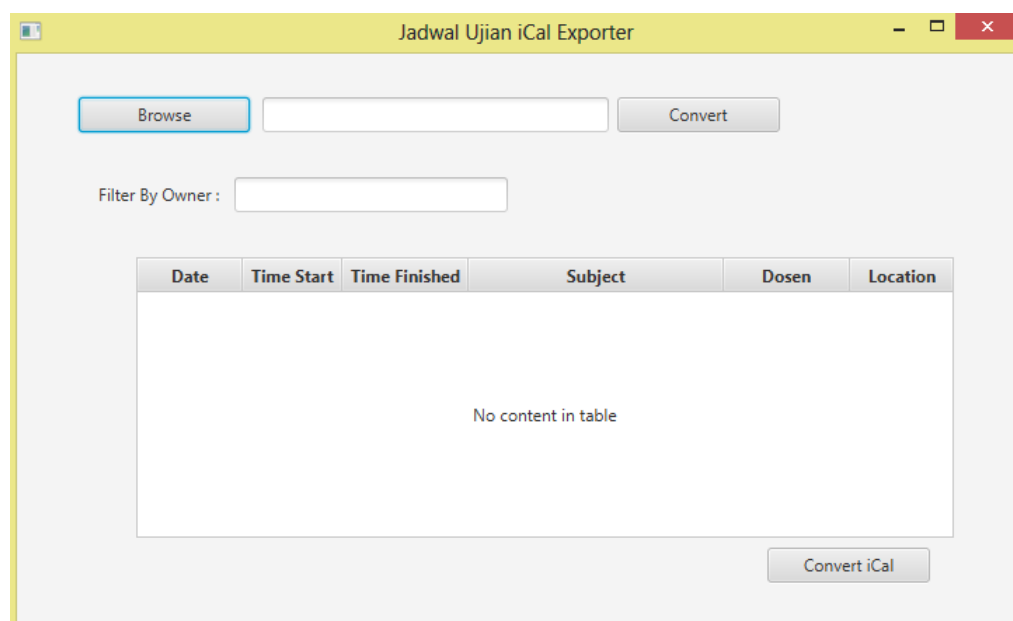 Jadwal Ujian iCal Exporter
Browse Convert
Filter By Owner :
Date Time Start Time Finished Subject Dosen Location
No content in table
Convert iCal